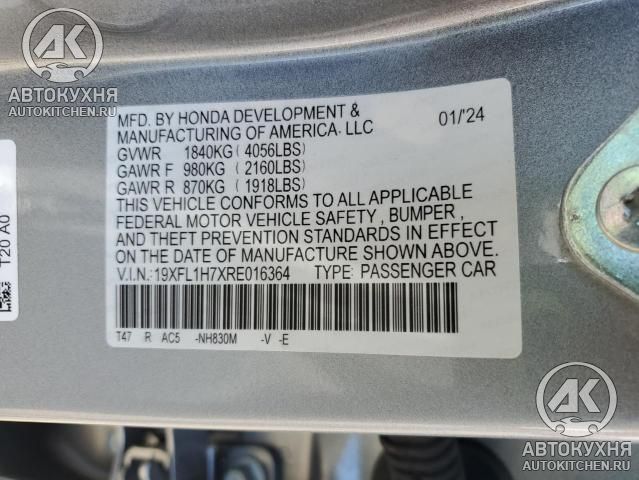 AK
АВТОКУХНЯ
AUTOKITCHEN.RU
MFD. BY HONDA DEVELOPMENT &
MANUFACTURING OF AMERICA, LLC 01/'24
GVWR 1840KG ( 4056LBS)
GAWR F 980KG ( 2160LBS)
GAWR R 870KG ( 1918LBS)
THIS VEHICLE CONFORMS TO ALL APPLICABLE
FEDERAL MOTOR VEHICLE SAFETY , BUMPER ,
AND THEFT PREVENTION STANDARDS IN EFFECT
ON THE DATE OF MANUFACTURE SHOWN ABOVE.
V.I.N.:19XFL1H7XRE016364 TYPE: PASSENGER CAR
T47 R AC5 -NH830M -V -E
T20 A0
AK
АВТОКУХНЯ
AUTOKITCHEN.RU